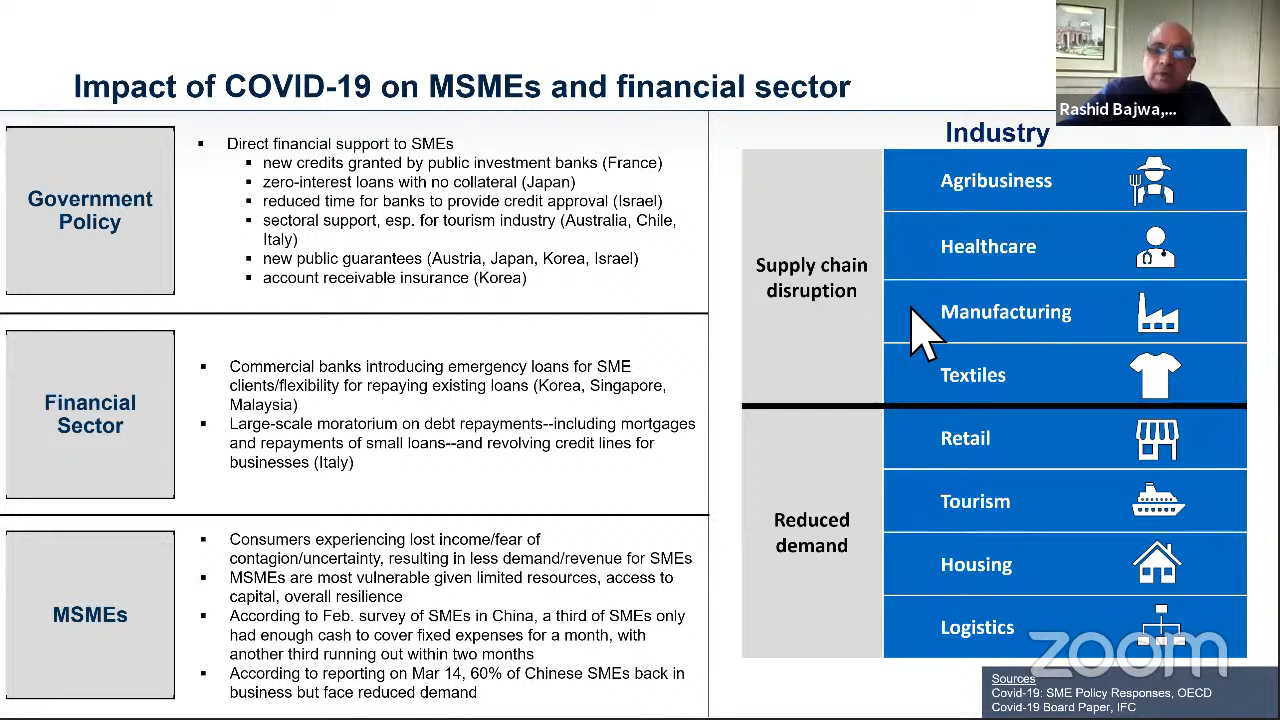 Impact of COVID-19 on MSMEs and financial sector
Rashid Bajwa,...
Government
Policy
Direct financial support to SMEs
new credits granted by public investment banks (France)
zero-interest loans with no collateral (Japan)
reduced time for banks to provide credit approval (Israel)
sectoral support, esp. for tourism industry (Australia, Chile,
Italy)
new public guarantees (Austria, Japan, Korea, Israel)
account receivable insurance (Korea)
Financial
Sector
Commercial banks introducing emergency loans for SME
clients/flexibility for repaying existing loans (Korea, Singapore,
Malaysia)
Large-scale moratorium on debt repayments--including mortgages
and repayments of small loans--and revolving credit lines for
businesses (Italy)
MSMEs
Consumers experiencing lost income/fear of
contagion/uncertainty, resulting in less demand/revenue for SMEs
MSMEs are most vulnerable given limited resources, access to
capital, overall resilience
According to Feb. survey of SMEs in China, a third of SMEs only
had enough cash to cover fixed expenses for a month, with
another third running out within two months
According to reporting on Mar 14, 60% of Chinese SMEs back in
business but face reduced demand
Industry
Supply chain
disruption
Agribusiness
Healthcare
Manufacturing
Textiles
Reduced
demand
Retail
Tourism
Housing
Logistics
zoom
Sources
Covid-19: SME Policy Responses, OECD
Covid-19 Board Paper, IFC